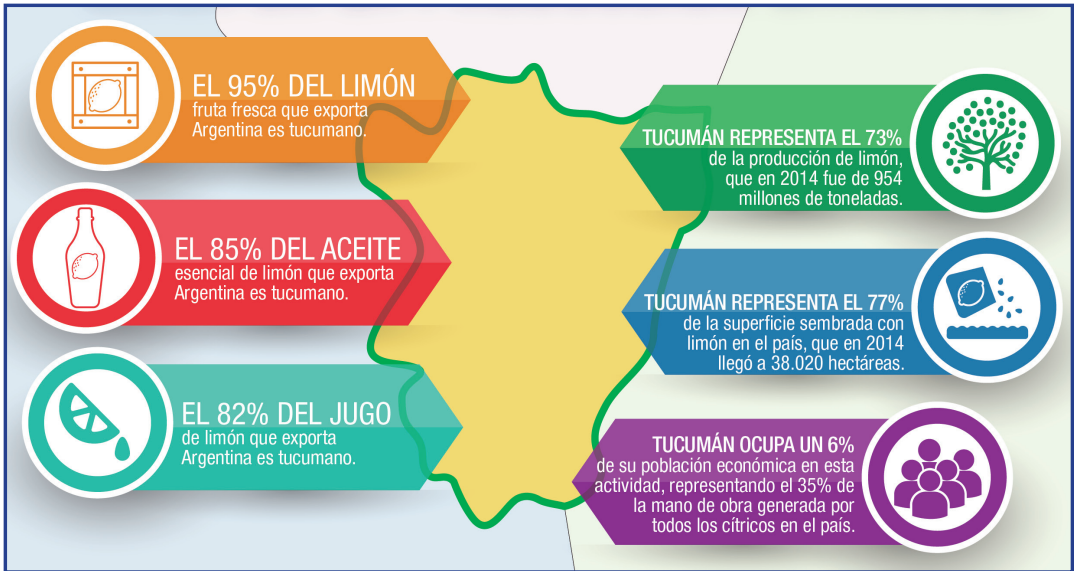 EL 95% DEL LIMÓN
fruta fresca que exporta
Argentina es tucumano.
EL 85% DEL ACEITE
esencial de limón que exporta
Argentina es tucumano.
EL 82% DEL JUGO
de limón que exporta
Argentina es tucumano.
TUCUMÁN REPRESENTA EL 73%
de la producción de limón,
que en 2014 fue de 954
millones de toneladas.
TUCUMÁN REPRESENTA EL 77%
de la superficie sembrada con
limón en el país, que en 2014
llegó a 38.020 hectáreas.
TUCUMÁN OCUPA UN 6%
de su población económica en esta
actividad, representando el 35% de
la mano de obra generada por
todos los cítricos en el país.